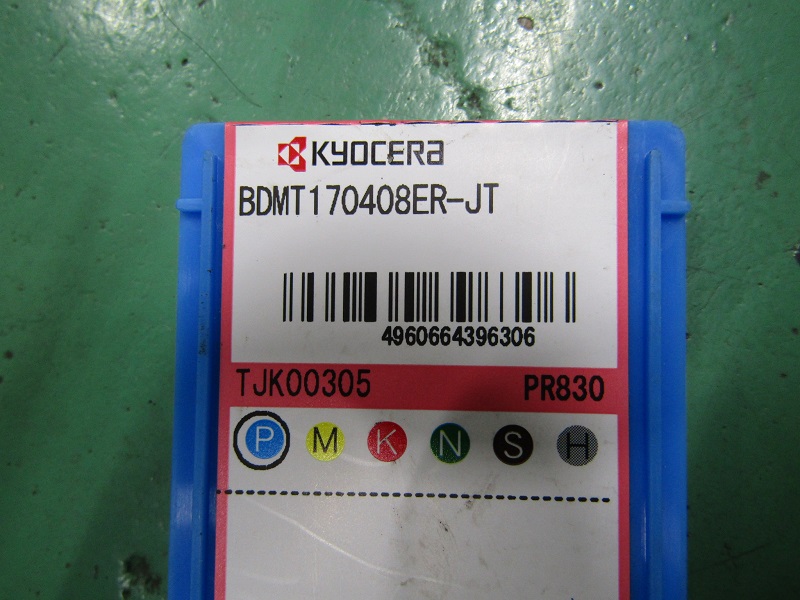 KYOCERA
BDMT170408ER-JT
4960664396306
TJK00305 PR830
P M K N S H